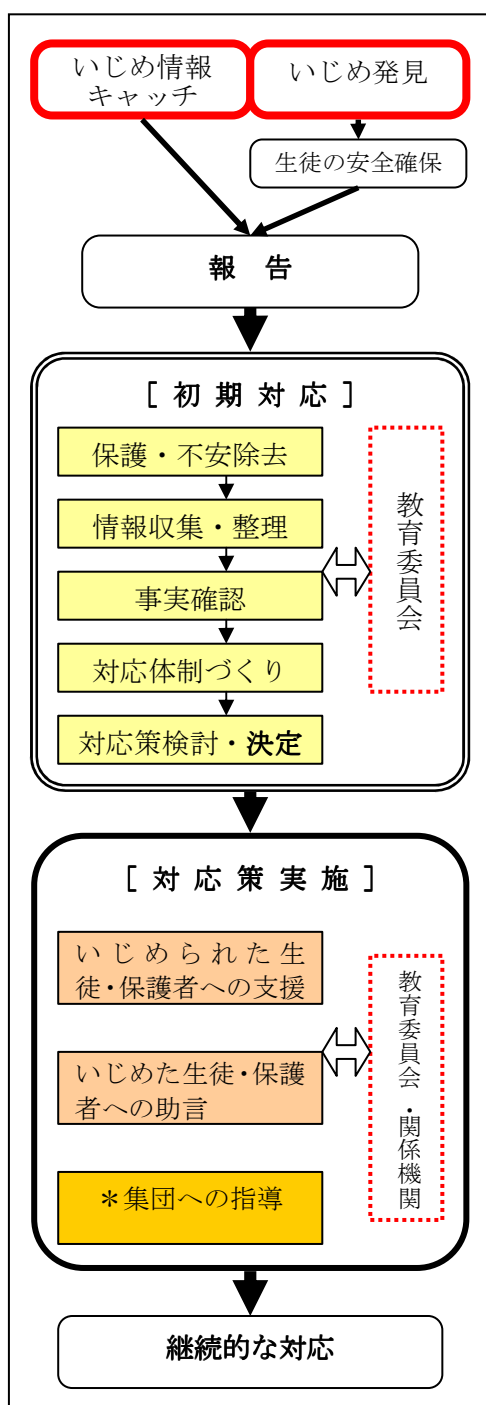 いじめ情報
キャッチ
いじめ発見
生徒の安全確保
報　告
［ 初 期 対 応 ］
保護・不安除去
情報収集・整理
事実確認
対応体制づくり
対応策検討・決定
教育委員会
［ 対 応 策 実 施 ］
いじめられた生
徒・保護者への支援
いじめた生徒・保護
者への助言
＊集団への指導
教育委員会・関係機関
継続的な対応